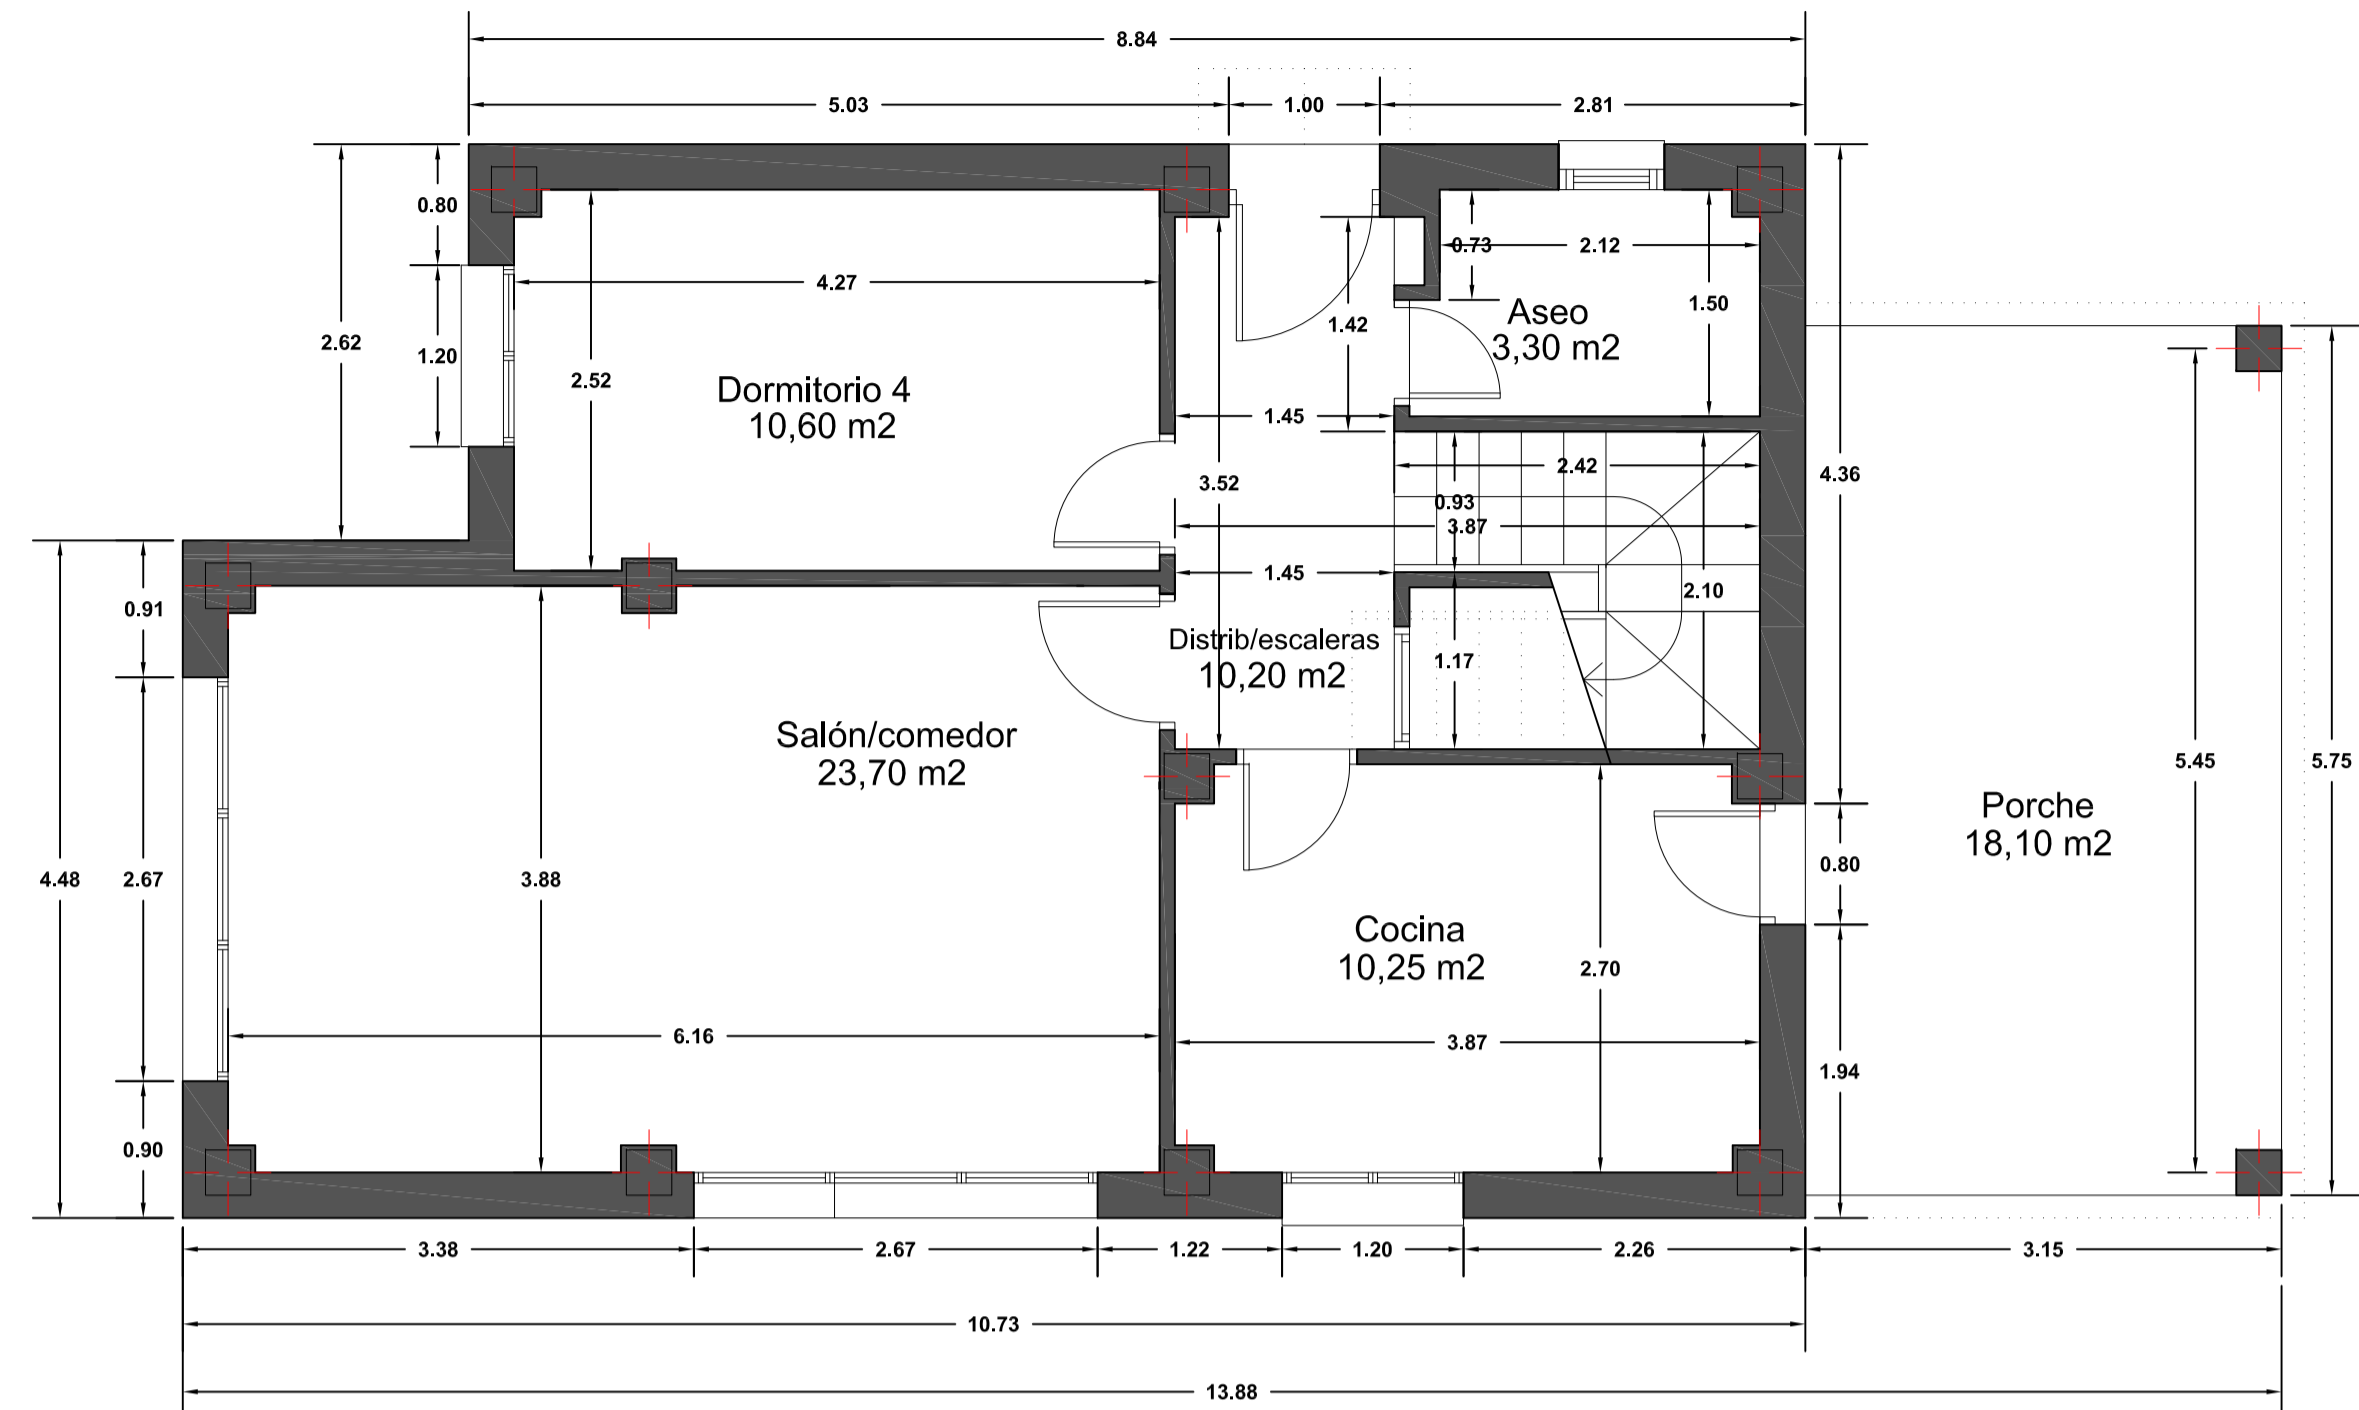 8.84
5.03 1.00 2.81
0.80
0.73 2.12
4.27
1.50
Aseo
3,30 m2
1.42
2.62
1.20
2.52
Dormitorio 4
10,60 m2
1.45
2.42
4.36
3.52
0.93
3.87
1.45
2.10
0.91
Distrib/escaleras
10,20 m2
1.17
Salón/comedor
23,70 m2
5.45 5.75
Porche
18,10 m2
4.48 2.67 3.88
0.80
Cocina
10,25 m2
2.70
6.16
3.87
1.94
0.90
3.38 2.67 1.22 1.20 2.26 3.15
10.73
13.88